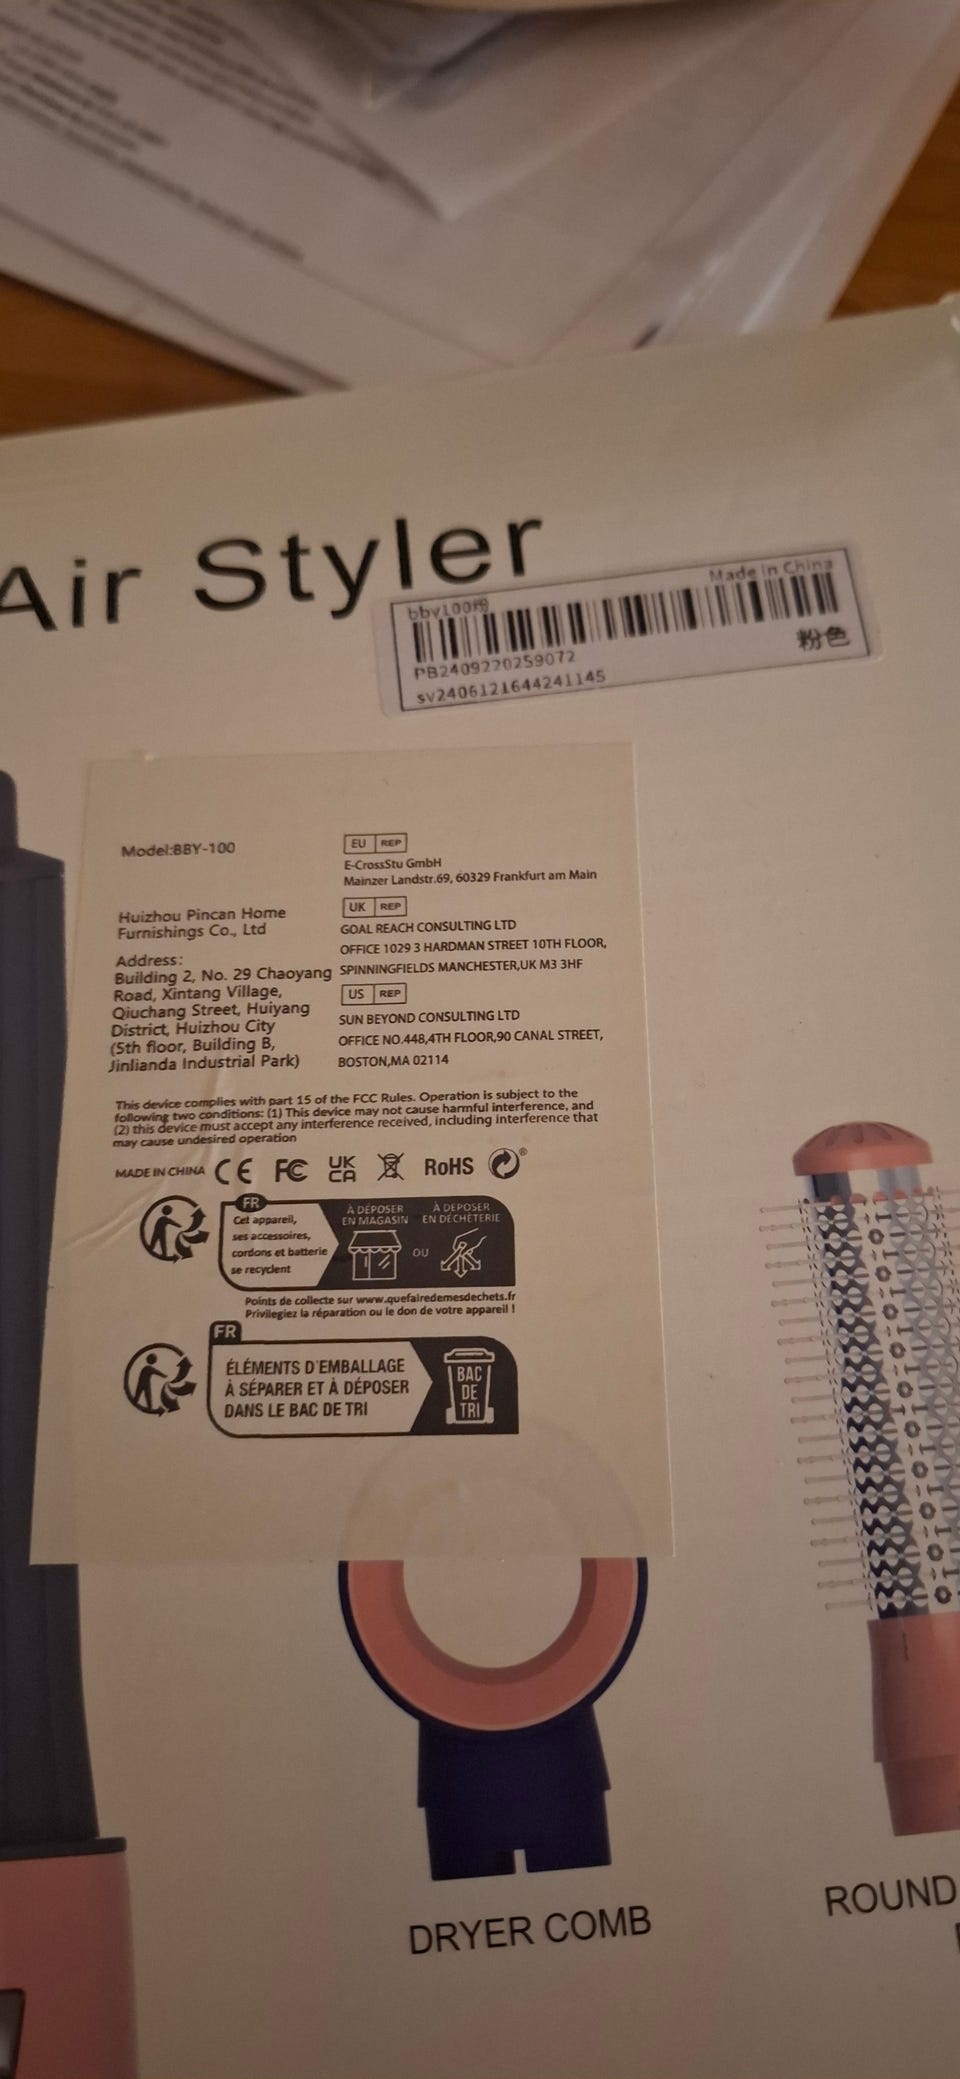 Air Styler
Made in China
bby100粉
PB2409220259072
sv2406121644241145
粉色
Model:BBY-100
Huizhou Pincan Home
Furnishings Co., Ltd
Address:
Building 2, No. 29 Chaoyang
Road, Xintang Village,
Qiuchang Street, Huiyang
District, Huizhou City
(5th floor, Building B,
Jinlianda Industrial Park)
EU REP
E-CrossStu GmbH
Mainzer Landstr.69, 60329 Frankfurt am Main
UK REP
GOAL REACH CONSULTING LTD
OFFICE 1029 3 HARDMAN STREET 10TH FLOOR,
SPINNINGFIELDS MANCHESTER,UK M3 3HF
US REP
SUN BEYOND CONSULTING LTD
OFFICE NO.448,4TH FLOOR,90 CANAL STREET,
BOSTON,MA 02114
This device complies with part 15 of the FCC Rules. Operation is subject to the
following two conditions: (1) This device may not cause harmful interference, and
(2) this device must accept any interference received, including interference that
may cause undesired operation
MADE IN CHINA CE FC UK CA RoHS
FR
Cet appareil,
ses accessoires,
cordons et batterie
se recyclent
À DÉPOSER
EN MAGASIN
OU
À DÉPOSER
EN DÉCHÈTERIE
Points de collecte sur www.quefairedemesdechets.fr
Privilegiez la réparation ou le don de votre appareil !
FR
ÉLÉMENTS D'EMBALLAGE
À SÉPARER ET À DÉPOSER
DANS LE BAC DE TRI
BAC
DE
TRI
DRYER COMB
ROUND